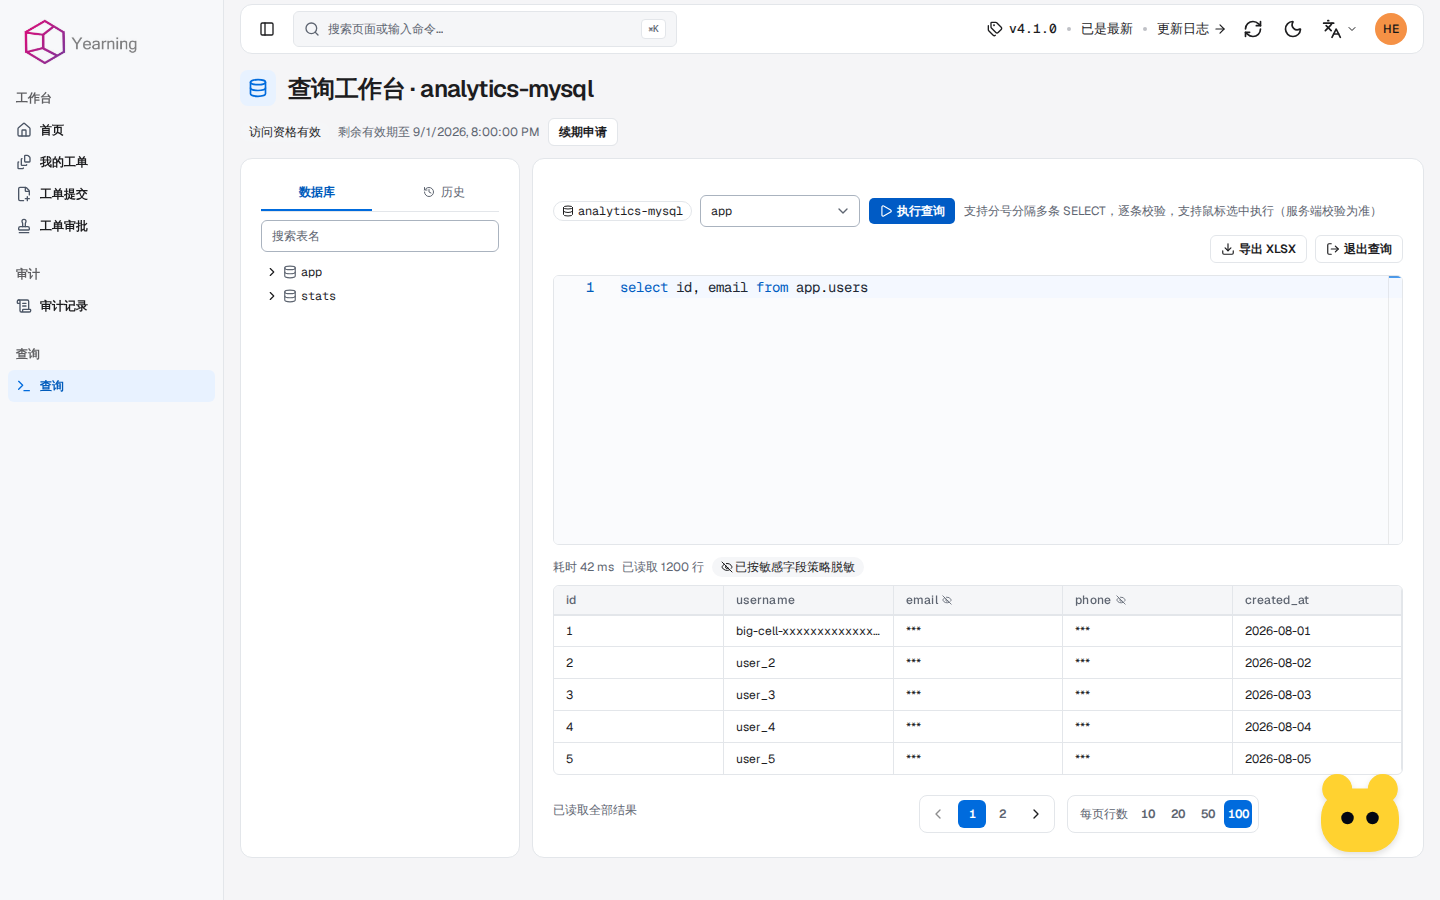 Yearning
搜索页面或输入命令...
⌘K
v4.1.0 • 已是最新 • 更新日志 →
HE
工作台
首页
我的工单
工单提交
工单审批
审计
审计记录
查询
查询
查询工作台 · analytics-mysql
访问资格有效 剩余有效期至 9/1/2026, 8:00:00 PM 续期申请
数据库 历史
搜索表名
app
stats
analytics-mysql app 执行查询 支持分号分隔多条 SELECT，逐条校验，支持鼠标选中执行（服务端校验为准）
导出 XLSX 退出查询
1 select id, email from app.users
耗时 42 ms 已读取 1200 行 已按敏感字段策略脱敏
id username email phone created_at
1 big-cell-xxxxxxxxxxxxx... *** *** 2026-08-01
2 user_2 *** *** 2026-08-02
3 user_3 *** *** 2026-08-03
4 user_4 *** *** 2026-08-04
5 user_5 *** *** 2026-08-05
已读取全部结果 1 2 每页行数 10 20 50 100